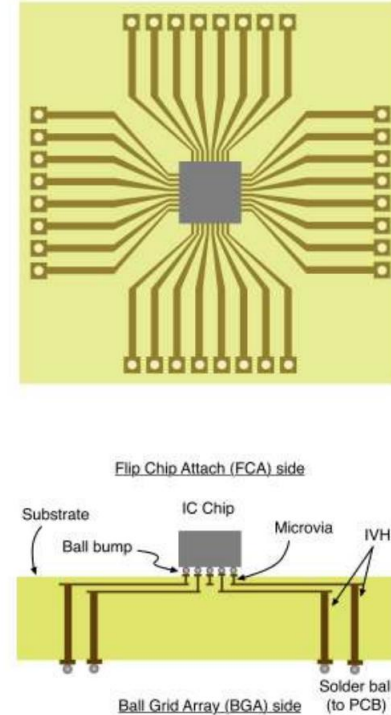 Flip Chip Attach (FCA) side
IC Chip
Substrate
Microvia
IVH
Ball bump
Solder bal
(to PCB)
Ball Grid Array (BGA) side